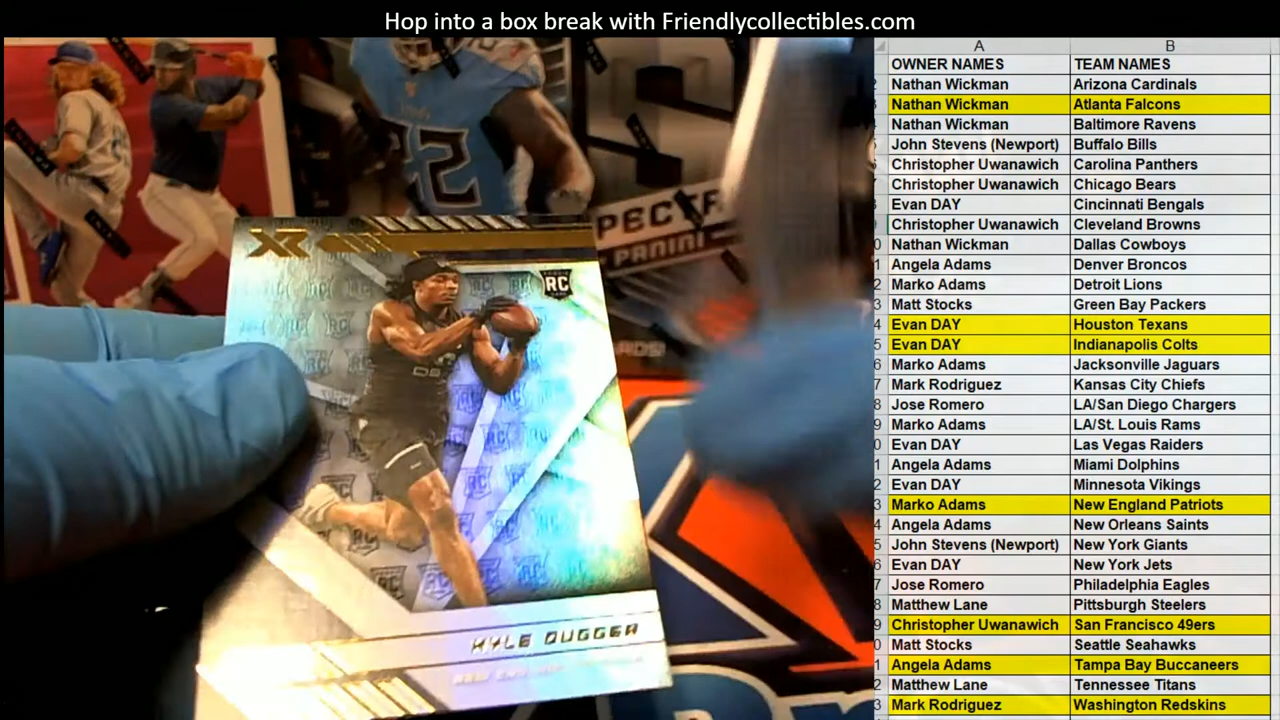 Hop into a box break with Friendlycollectibles.com
A B
OWNER NAMES TEAM NAMES
Nathan Wickman Arizona Cardinals
Nathan Wickman Atlanta Falcons
Nathan Wickman Baltimore Ravens
John Stevens (Newport) Buffalo Bills
Christopher Uwanawich Carolina Panthers
Christopher Uwanawich Chicago Bears
Evan DAY Cincinnati Bengals
Christopher Uwanawich Cleveland Browns
Nathan Wickman Dallas Cowboys
Angela Adams Denver Broncos
Marko Adams Detroit Lions
Matt Stocks Green Bay Packers
Evan DAY Houston Texans
Evan DAY Indianapolis Colts
Marko Adams Jacksonville Jaguars
Mark Rodriguez Kansas City Chiefs
Jose Romero LA/San Diego Chargers
Marko Adams LA/St. Louis Rams
Evan DAY Las Vegas Raiders
Angela Adams Miami Dolphins
Evan DAY Minnesota Vikings
Marko Adams New England Patriots
Angela Adams New Orleans Saints
John Stevens (Newport) New York Giants
Evan DAY New York Jets
Jose Romero Philadelphia Eagles
Matthew Lane Pittsburgh Steelers
Christopher Uwanawich San Francisco 49ers
Matt Stocks Seattle Seahawks
Angela Adams Tampa Bay Buccaneers
Matthew Lane Tennessee Titans
Mark Rodriguez Washington Redskins
XR
RC
KYLE DUGGER
PANINI